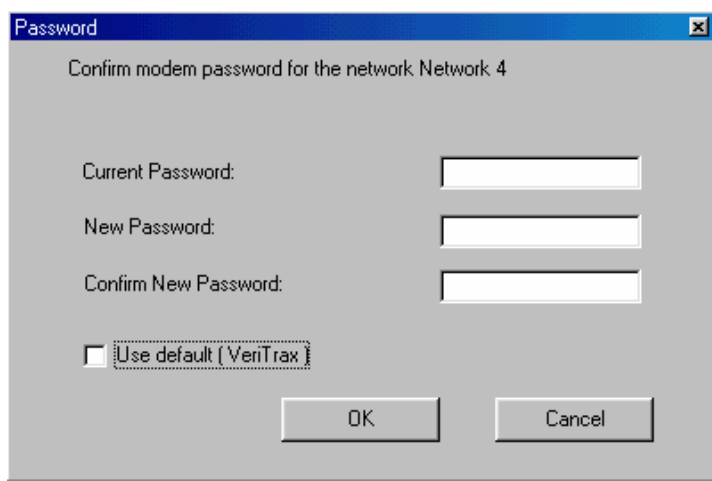 Password
Confirm modem password for the network Network 4
Current Password:
New Password:
Confirm New Password:
Use default ( VeriTrax )
OK Cancel